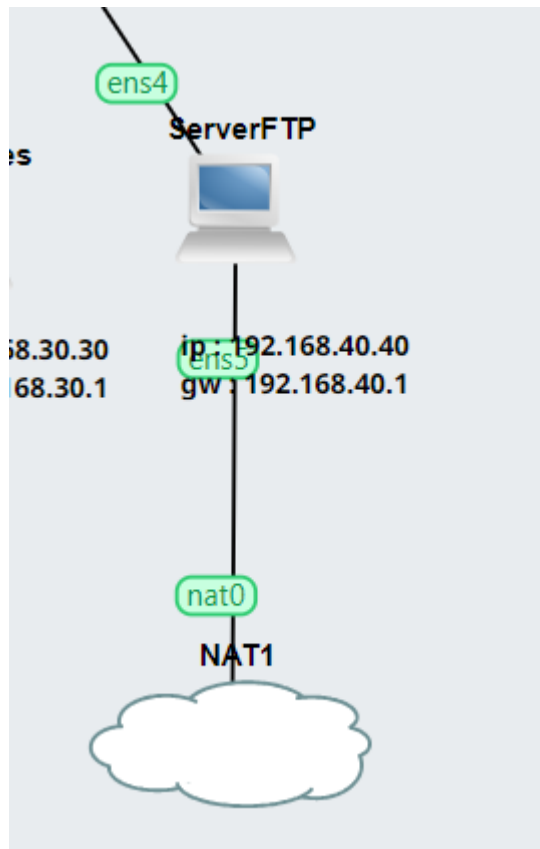 ens4
ServerFTP
es
68.30.30
168.30.1
ip : 192.168.40.40
ens5
gw : 192.168.40.1
nat0
NAT1